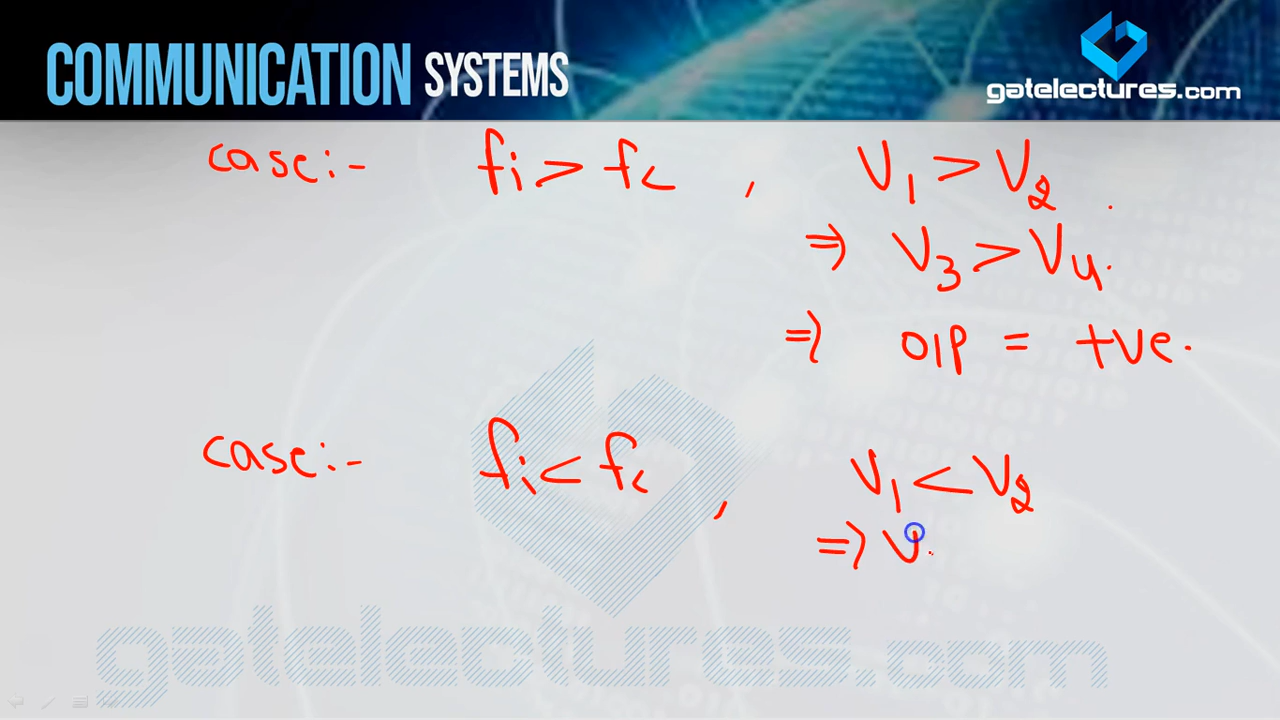 COMMUNICATION SYSTEMS
gatelectures.com
case:- fi > fc , V1 > V2
⇒ V3 > V4.
⇒ O/P = +ve.
case:- fi < fc , V1 < V2
⇒ V
gatelectures.com